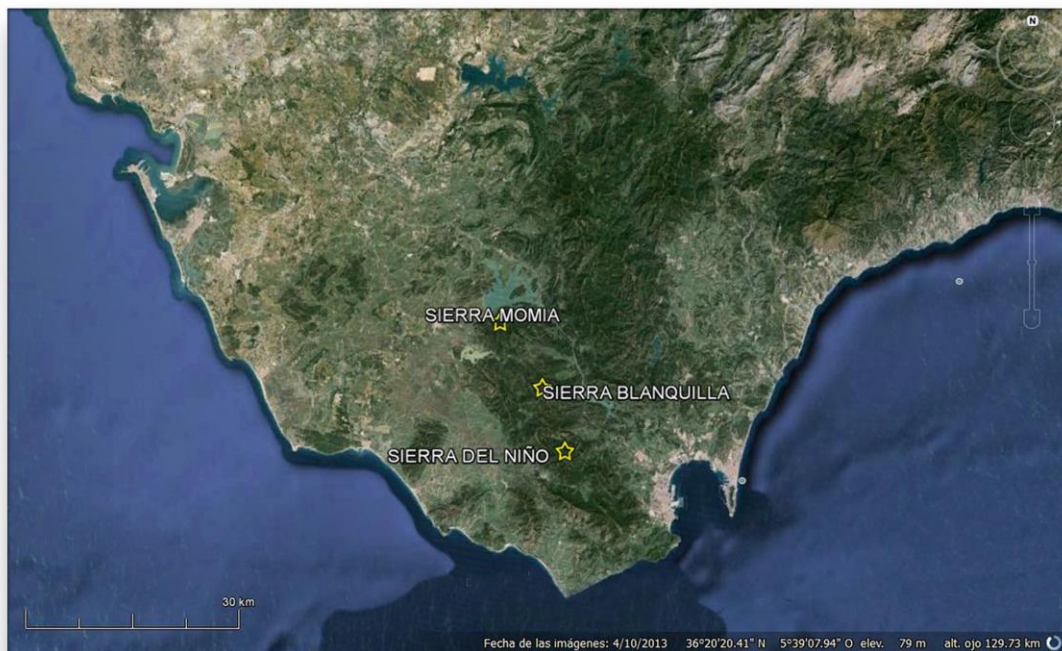 N
SIERRA MOMIA
SIERRA BLANQUILLA
SIERRA DEL NIÑO
30 km
Fecha de las imágenes: 4/10/2013 36°20'20.41" N 5°39'07.94" O elev. 79 m alt. ojo 129.73 km